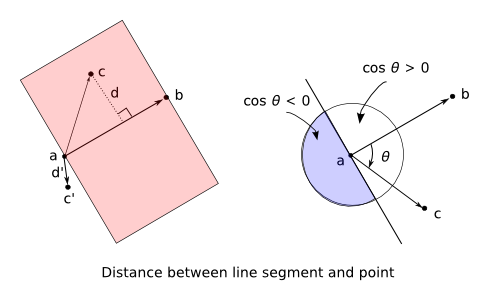 c
d
b
a
d'
c'
cos θ > 0
cos θ < 0
b
a
θ
c
Distance between line segment and point